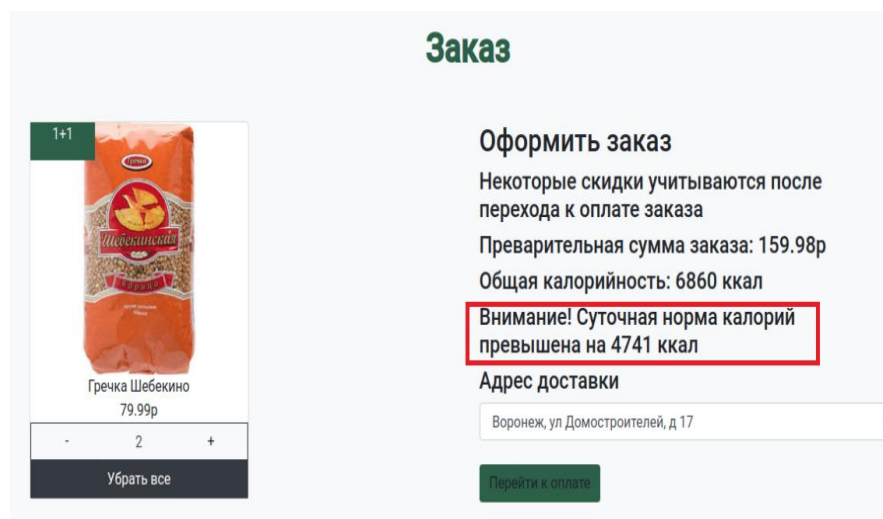 Заказ
1+1
Гречка
Шебекинская
Гречка Шебекино
79.99р
- 2 +
Убрать все
Оформить заказ
Некоторые скидки учитываются после
перехода к оплате заказа
Преварительная сумма заказа: 159.98р
Общая калорийность: 6860 ккал
Внимание! Суточная норма калорий
превышена на 4741 ккал
Адрес доставки
Воронеж, ул Домостроителей, д 17
Перейти к оплате